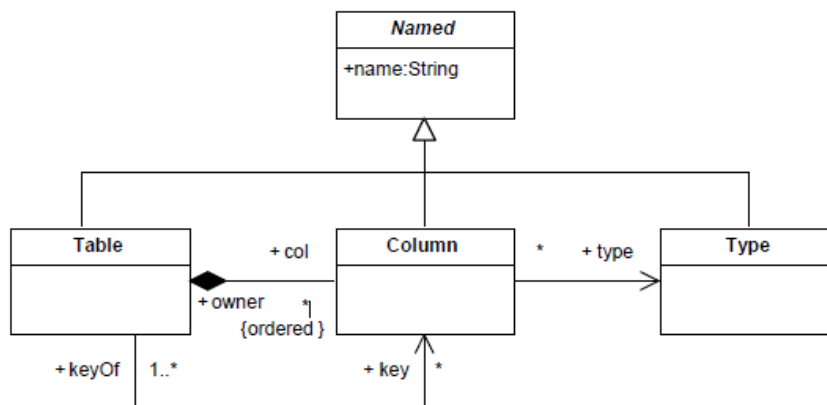 Named
+name:String
Table
+ col
Column
*
+ type
Type
+ owner
*
{ordered }
+ keyOf
1..*
+ key
*